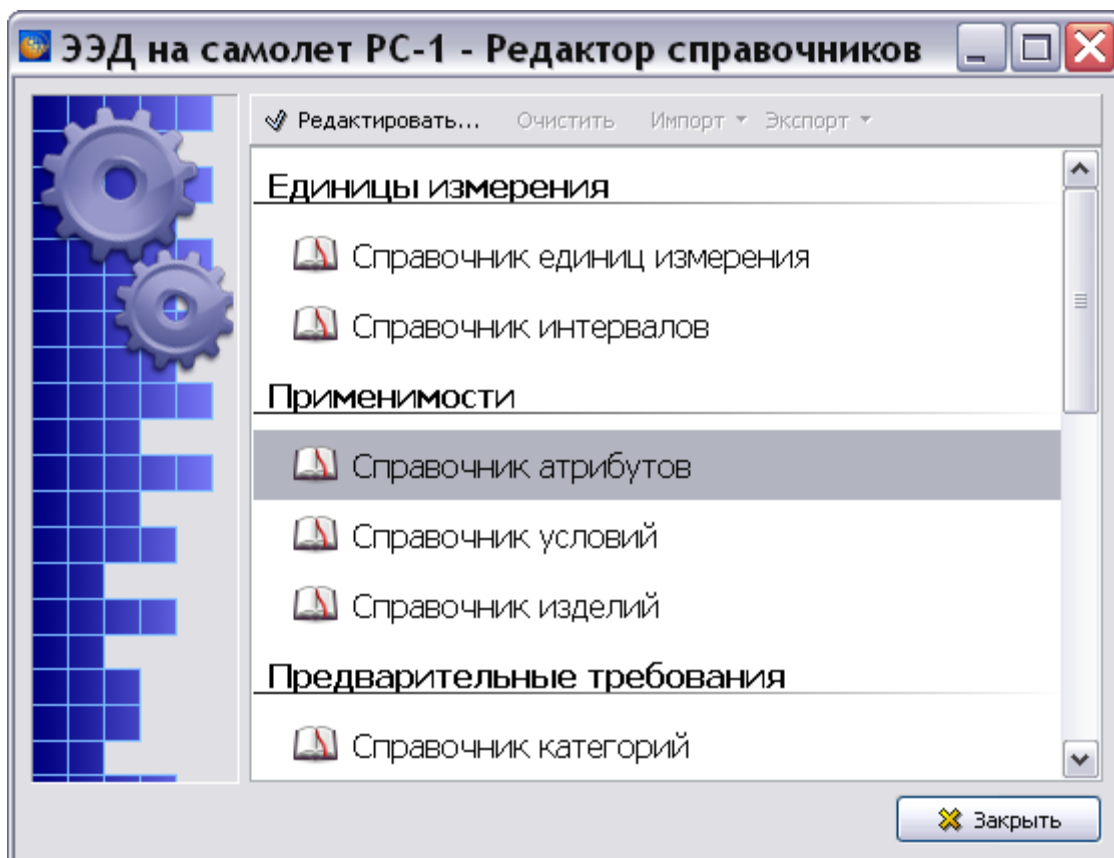 ЭЭД на самолет РС-1 - Редактор справочников
Редактировать... Очистить Импорт Экспорт
Единицы измерения
Справочник единиц измерения
Справочник интервалов
Применимости
Справочник атрибутов
Справочник условий
Справочник изделий
Предварительные требования
Справочник категорий
Закрыть